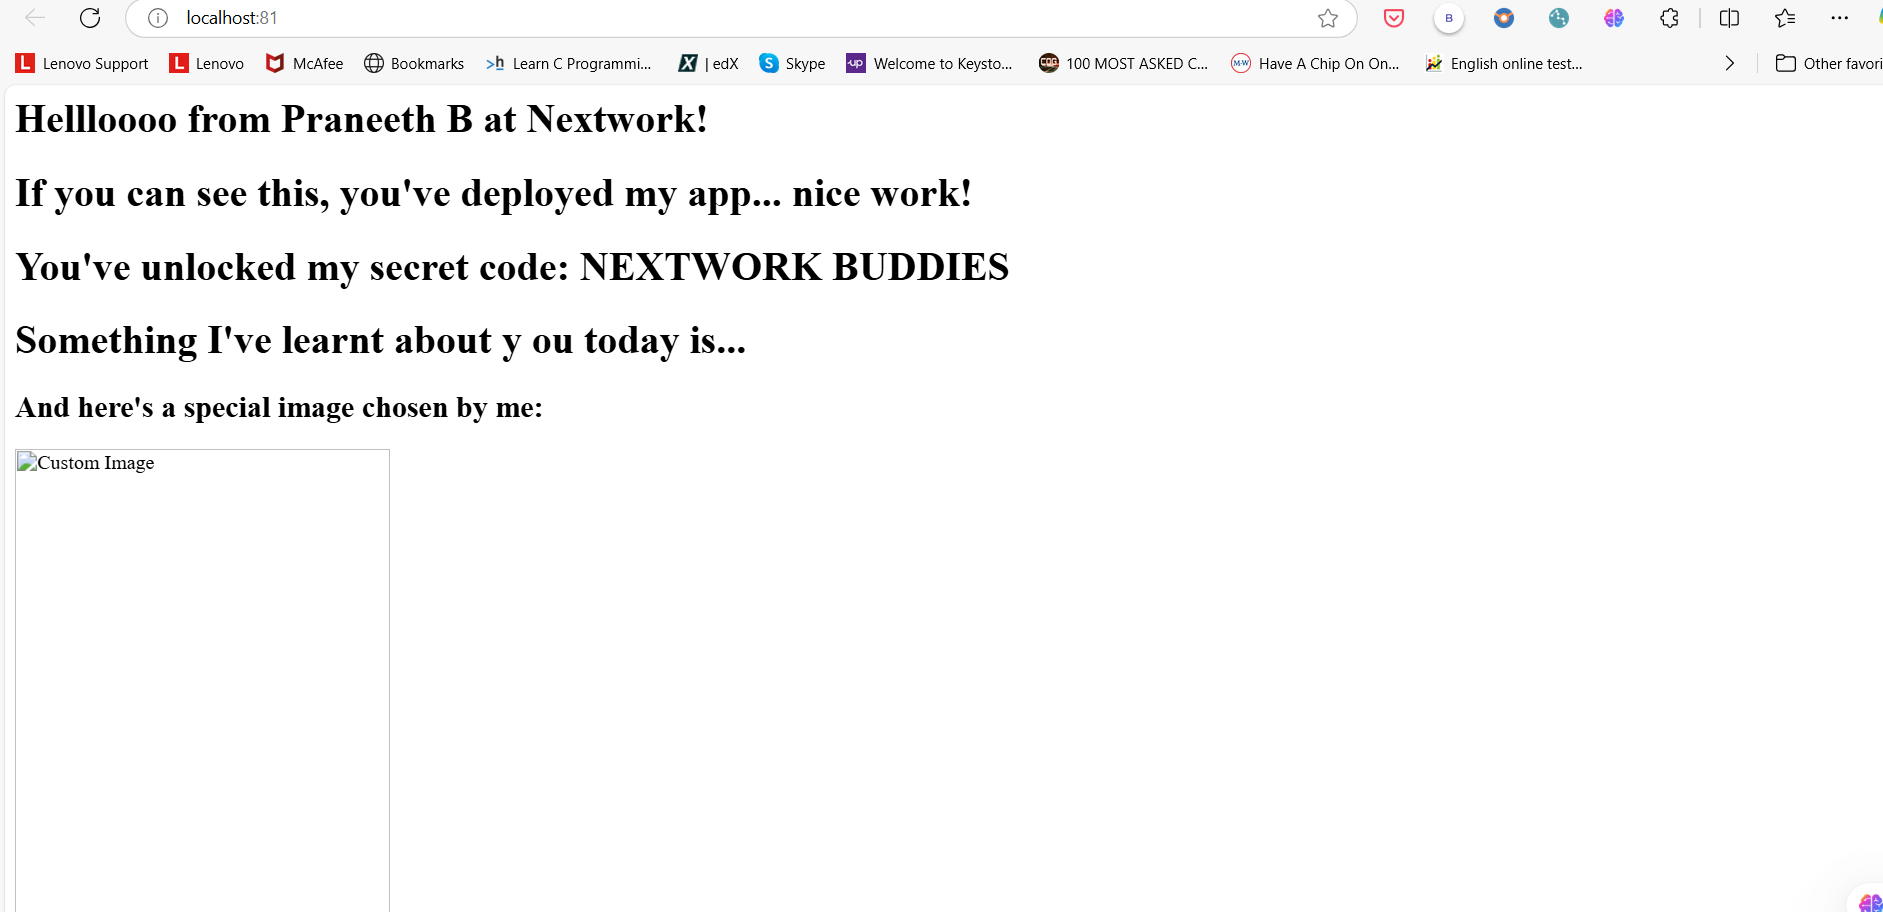 localhost:81
B
L Lenovo Support L Lenovo McAfee Bookmarks >h Learn C Programmi... X | edX S Skype up Welcome to Keysto... CDG 100 MOST ASKED C... M-W Have A Chip On On... English online test... Other favori
Hellloooo from Praneeth B at Nextwork!
If you can see this, you've deployed my app... nice work!
You've unlocked my secret code: NEXTWORK BUDDIES
Something I've learnt about y ou today is...
And here's a special image chosen by me:
Custom Image